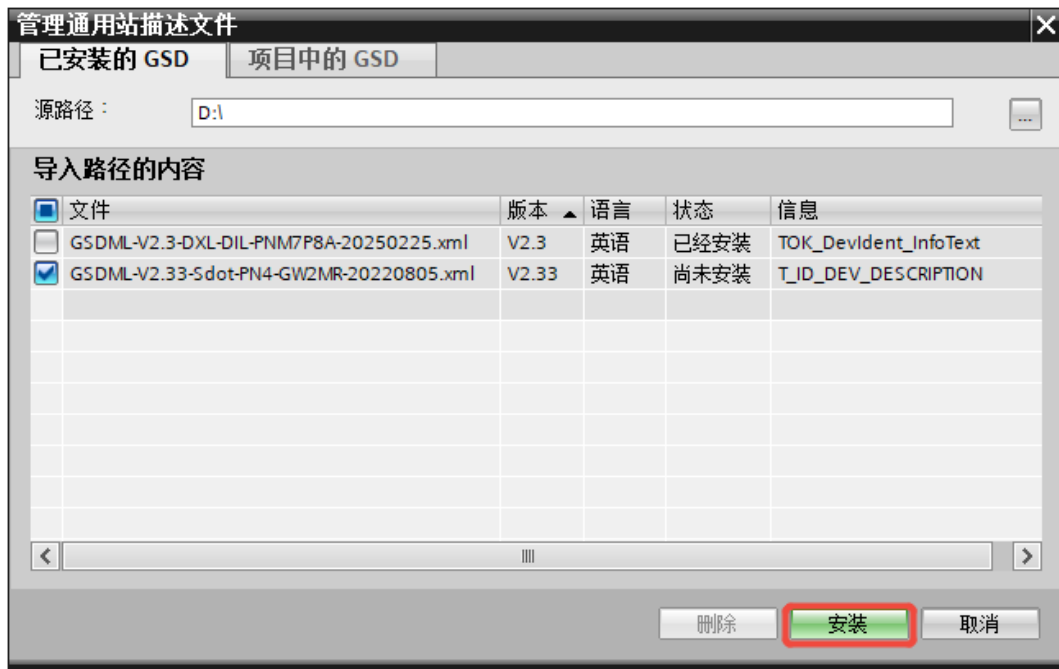 管理通用站描述文件
已安装的 GSD 项目中的 GSD
源路径： D:\ ...
导入路径的内容
文件 版本 语言 状态 信息
GSDML-V2.3-DXL-DIL-PNM7P8A-20250225.xml V2.3 英语 已经安装 TOK_DevIdent_InfoText
GSDML-V2.33-Sdot-PN4-GW2MR-20220805.xml V2.33 英语 尚未安装 T_ID_DEV_DESCRIPTION
删除 安装 取消